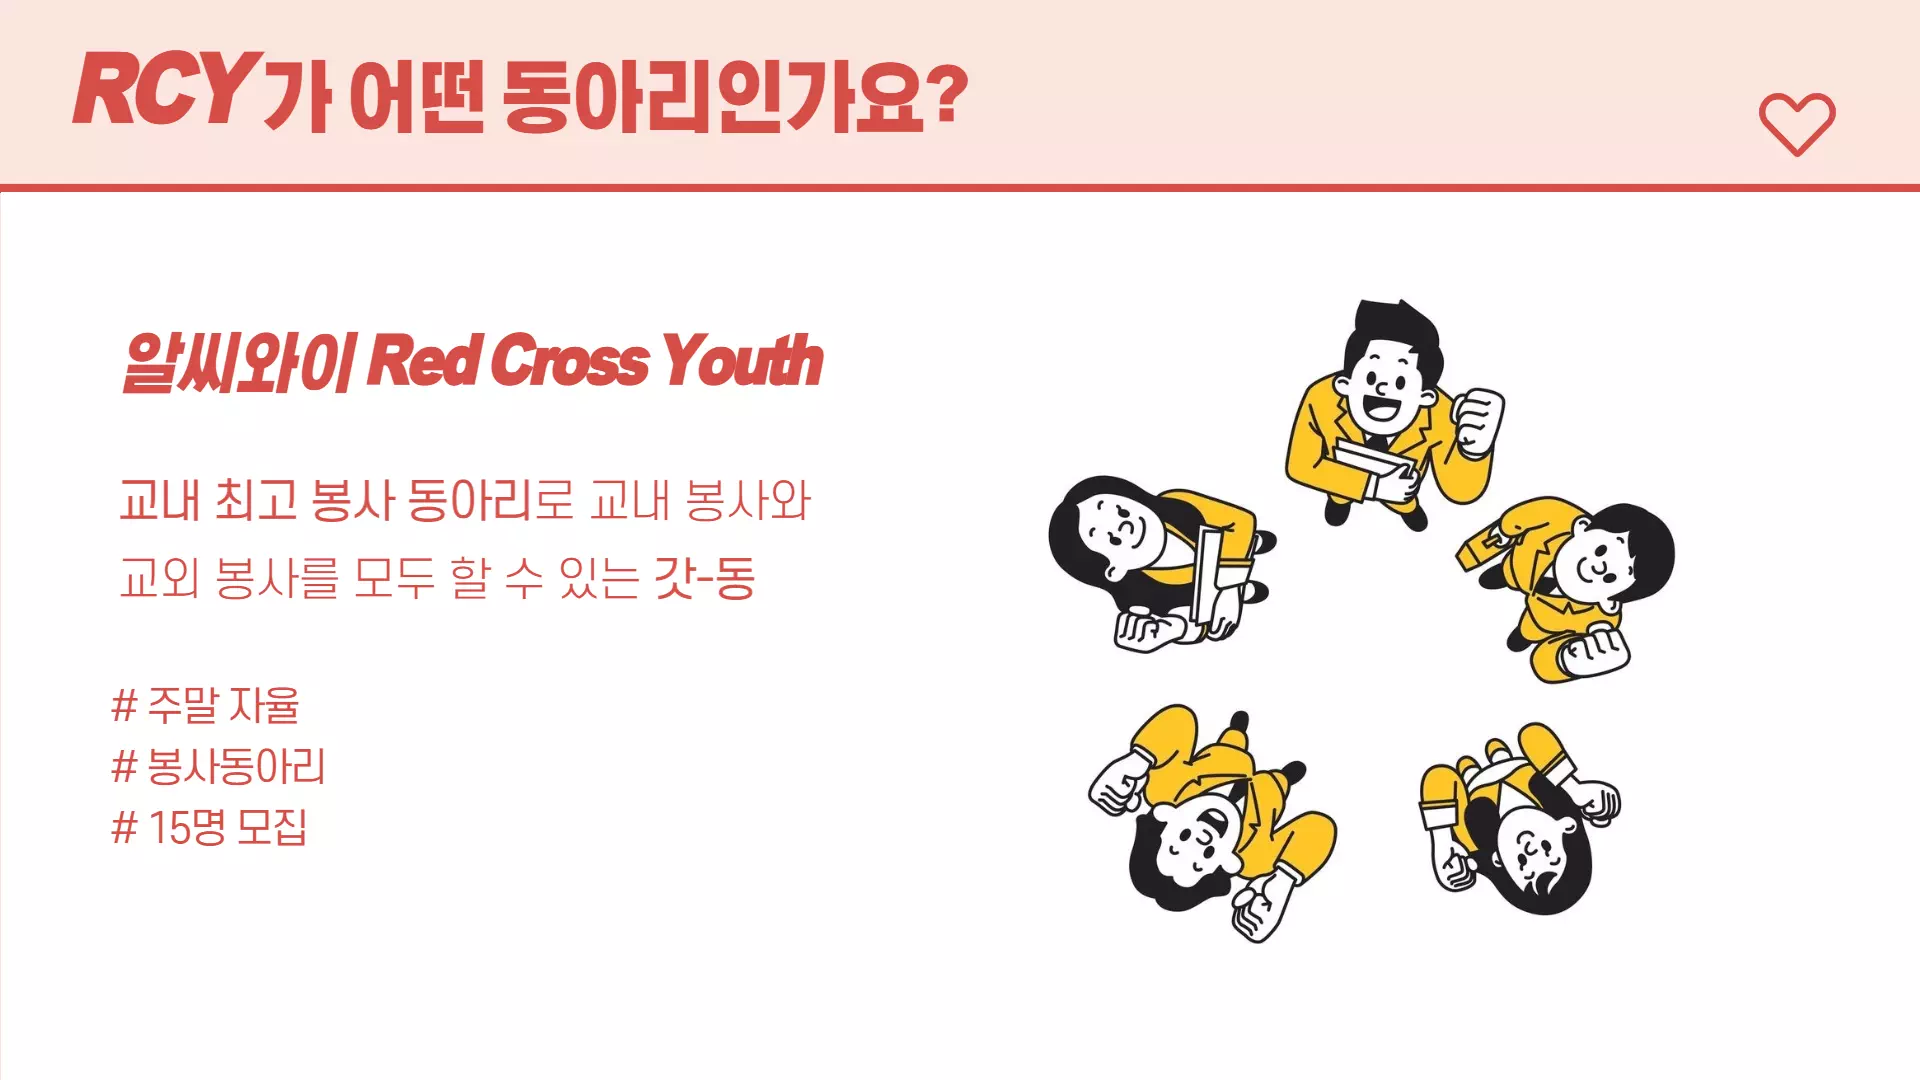 RCY가 어떤 동아리인가요?
알씨와이 Red Cross Youth
교내 최고 봉사 동아리로 교내 봉사와
교외 봉사를 모두 할 수 있는 갓-동
# 주말 자율
# 봉사동아리
# 15명 모집